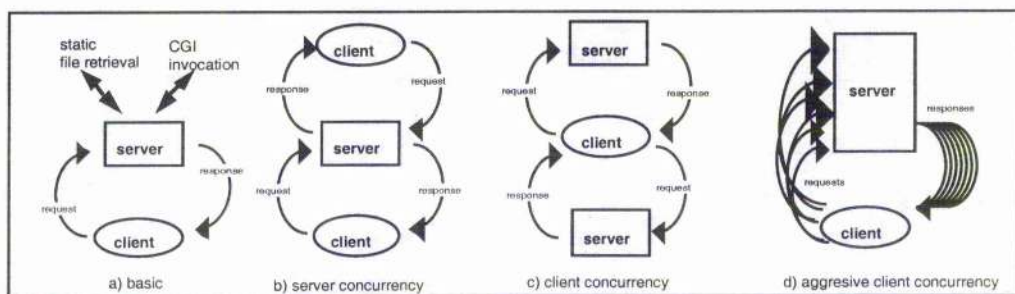 static
file retrieval
CGI
invocation
server
request
response
client
a) basic
client
response
request
server
request
response
client
b) server concurrency
server
request
response
client
response
request
server
c) client concurrency
server
responses
requests
client
d) aggresive client concurrency